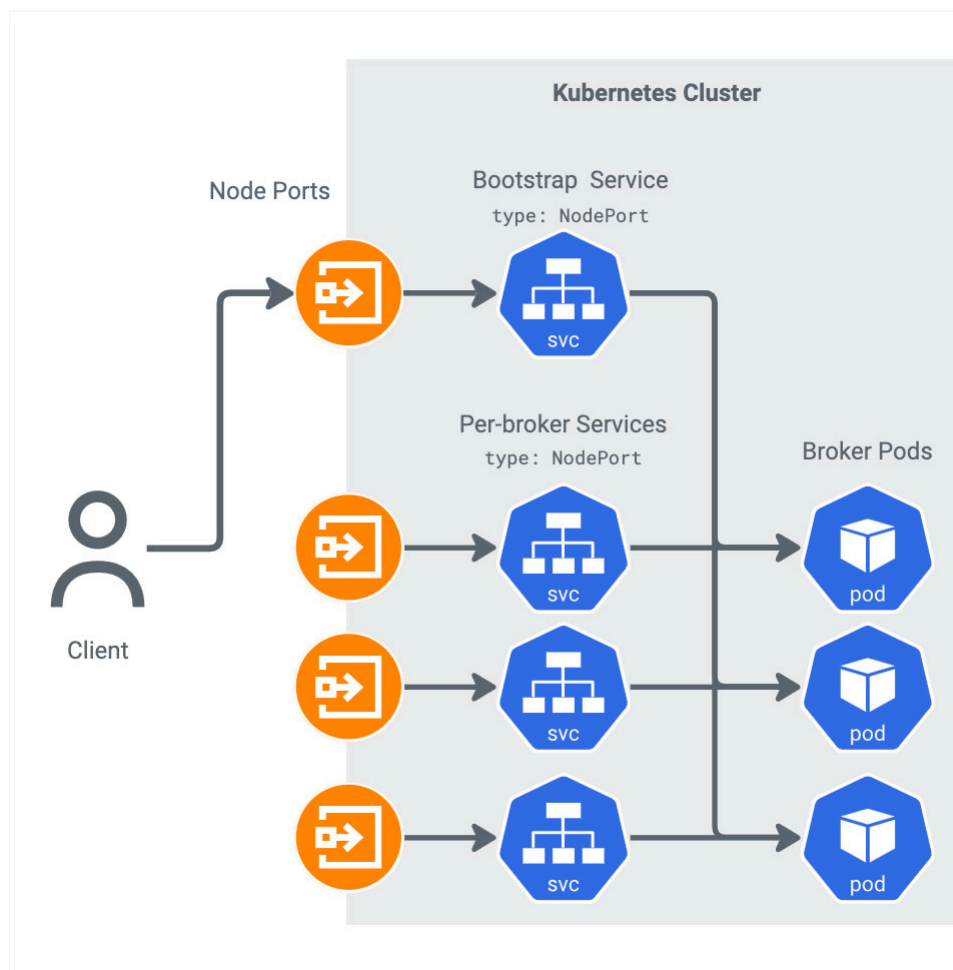 Kubernetes Cluster
Node Ports
Bootstrap Service
type: NodePort
svc
Per-broker Services
type: NodePort
Broker Pods
svc
pod
Client
svc
pod
svc
pod